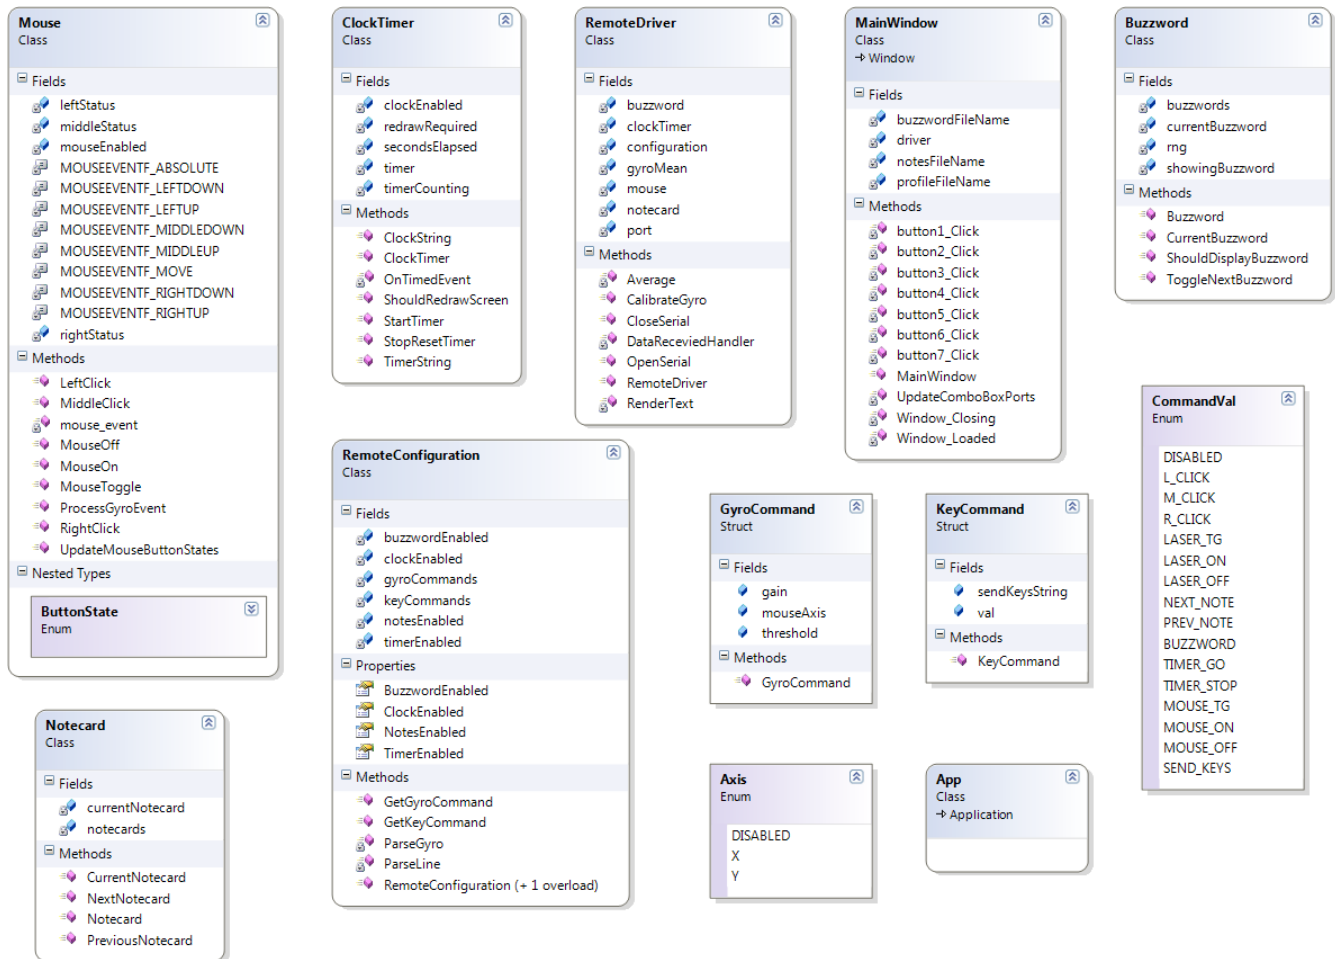 Mouse
Class
Fields
leftStatus
middleStatus
mouseEnabled
MOUSEEVENTF_ABSOLUTE
MOUSEEVENTF_LEFTDOWN
MOUSEEVENTF_LEFTUP
MOUSEEVENTF_MIDDLEDOWN
MOUSEEVENTF_MIDDLEUP
MOUSEEVENTF_MOVE
MOUSEEVENTF_RIGHTDOWN
MOUSEEVENTF_RIGHTUP
rightStatus
Methods
LeftClick
MiddleClick
mouse_event
MouseOff
MouseOn
MouseToggle
ProcessGyroEvent
RightClick
UpdateMouseButtonStates
Nested Types
ButtonState
Enum
ClockTimer
Class
Fields
clockEnabled
redrawRequired
secondsElapsed
timer
timerCounting
Methods
ClockString
ClockTimer
OnTimedEvent
ShouldRedrawScreen
StartTimer
StopResetTimer
TimerString
RemoteDriver
Class
Fields
buzzword
clockTimer
configuration
gyroMean
mouse
notecard
port
Methods
Average
CalibrateGyro
CloseSerial
DataReceviedHandler
OpenSerial
RemoteDriver
RenderText
MainWindow
Class
Window
Fields
buzzwordFileName
driver
notesFileName
profileFileName
Methods
button1_Click
button2_Click
button3_Click
button4_Click
button5_Click
button6_Click
button7_Click
MainWindow
UpdateComboBoxPorts
Window_Closing
Window_Loaded
Buzzword
Class
Fields
buzzwords
currentBuzzword
rng
showingBuzzword
Methods
Buzzword
CurrentBuzzword
ShouldDisplayBuzzword
ToggleNextBuzzword
RemoteConfiguration
Class
Fields
buzzwordEnabled
clockEnabled
gyroCommands
keyCommands
notesEnabled
timerEnabled
Properties
BuzzwordEnabled
ClockEnabled
NotesEnabled
TimerEnabled
Methods
GetGyroCommand
GetKeyCommand
ParseGyro
ParseLine
RemoteConfiguration (+ 1 overload)
GyroCommand
Struct
Fields
gain
mouseAxis
threshold
Methods
GyroCommand
KeyCommand
Struct
Fields
sendKeysString
val
Methods
KeyCommand
CommandVal
Enum
DISABLED
L_CLICK
M_CLICK
R_CLICK
LASER_TG
LASER_ON
LASER_OFF
NEXT_NOTE
PREV_NOTE
BUZZWORD
TIMER_GO
TIMER_STOP
MOUSE_TG
MOUSE_ON
MOUSE_OFF
SEND_KEYS
Notecard
Class
Fields
currentNotecard
notecards
Methods
CurrentNotecard
NextNotecard
Notecard
PreviousNotecard
Axis
Enum
DISABLED
X
Y
App
Class
Application